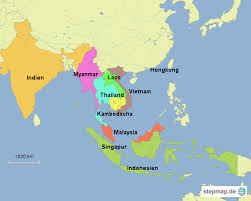 Hongkong
Indien
Myanmar
Laos
Vietnam
Thailand
Kambodscha
Malaysia
Singapur
Indonesien
1000 km
stepmap.de